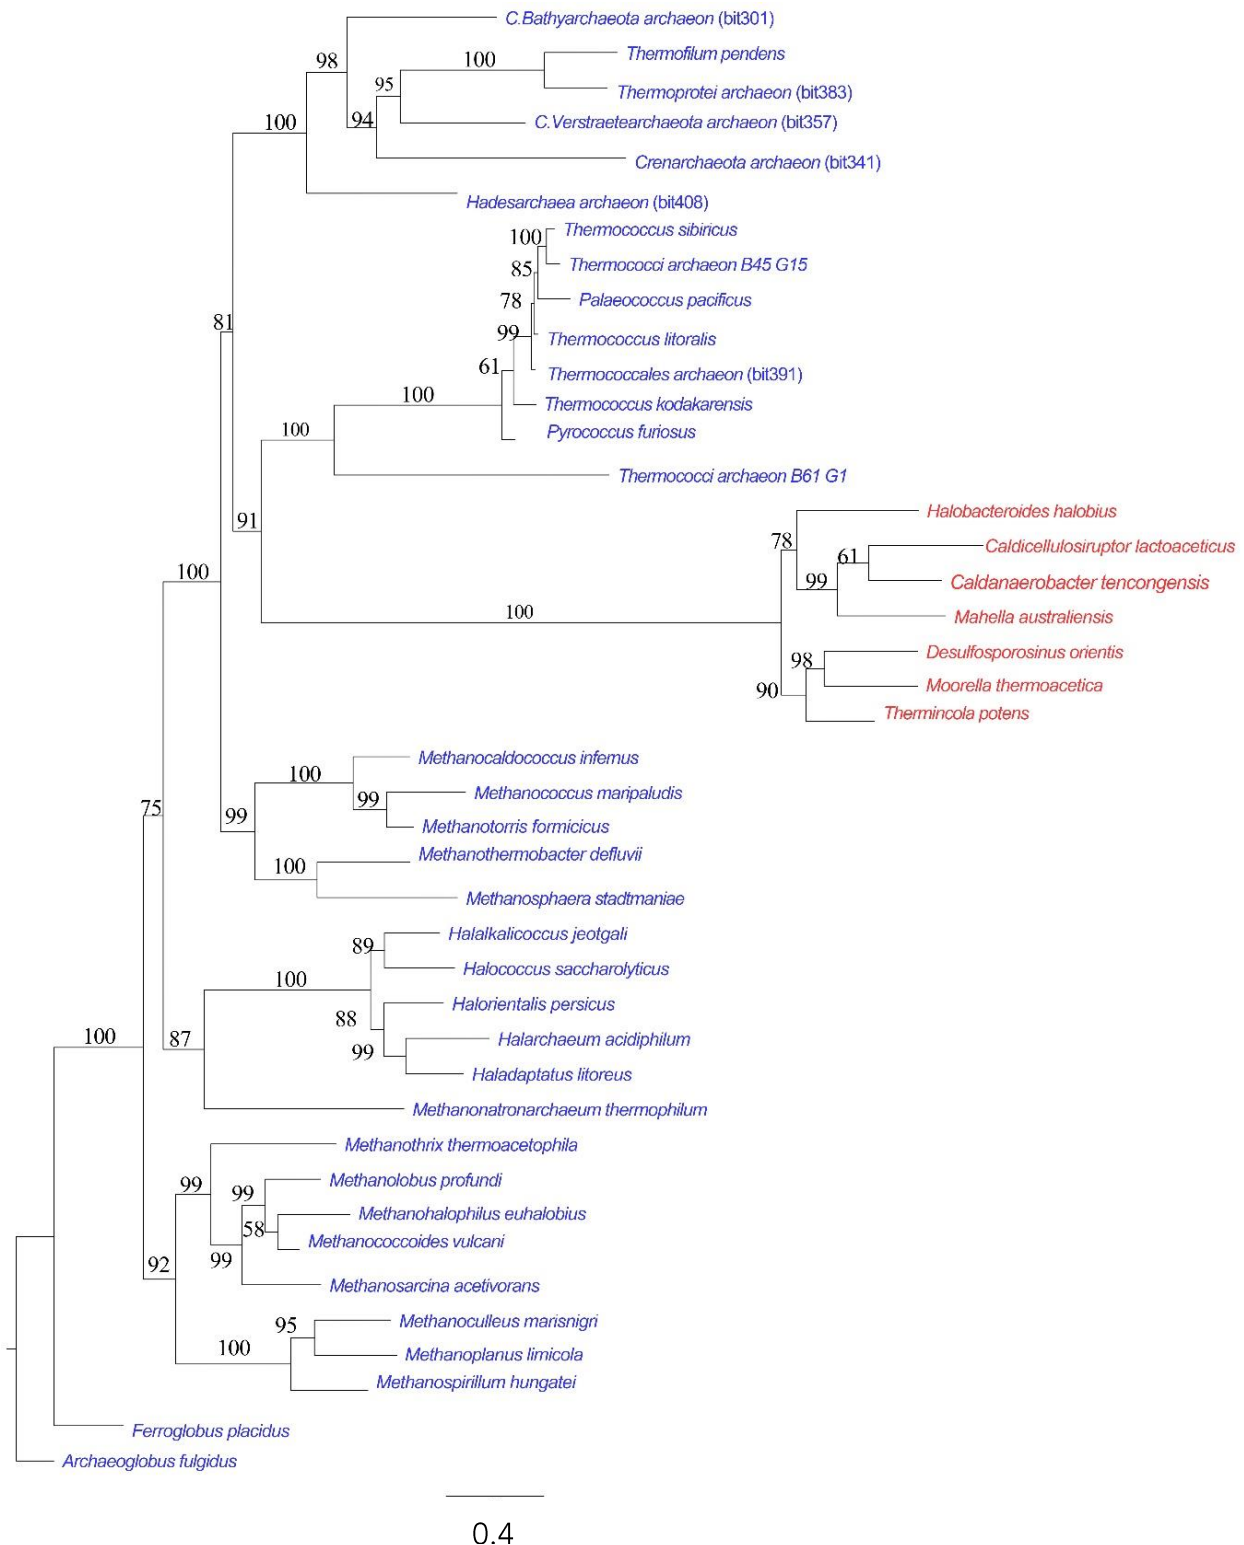 C.Bathyarchaeota archaeon (bit301)
98
Thermofilum pendens
100
95
Thermoprotei archaeon (bit383)
94
C.Verstraetearchaeota archaeon (bit357)
100
Crenarchaeota archaeon (bit341)
Hadesarchaea archaeon (bit408)
Thermococcus sibiricus
100
Thermococci archaeon B45 G15
85
Palaeococcus pacificus
78
81
99
Thermococcus litoralis
61
Thermococcales archaeon (bit391)
100
Thermococcus kodakarensis
100
Pyrococcus furiosus
Thermococci archaeon B61 G1
91
Halobacteroides halobius
78
Caldicellulosiruptor lactoaceticus
61
100
99
Caldanaerobacter tencongensis
100
Mahella australiensis
Desulfosporosinus orientis
98
90
Moorella thermoacetica
Thermincola potens
Methanocaldococcus infernus
100
Methanococcus maripaludis
75
99
99
Methanotorris formicicus
Methanothermobacter defluvii
100
Methanosphaera stadtmaniae
Halalkalicoccus jeotgali
89
Halococcus saccharolyticus
100
Halorientalis persicus
88
100
87
Halarchaeum acidiphilum
99
Haladaptatus litoreus
Methanonatronarchaeum thermophilum
Methanothrix thermoacetophila
99
99
Methanolobus profundi
Methanohalophilus euhalobius
58
Methanococcoides vulcani
92
99
Methanosarcina acetivorans
95
Methanoculleus marisnigri
100
Methanoplanus limicola
Methanospirillum hungatei
Ferroglobus placidus
Archaeoglobus fulgidus
0.4